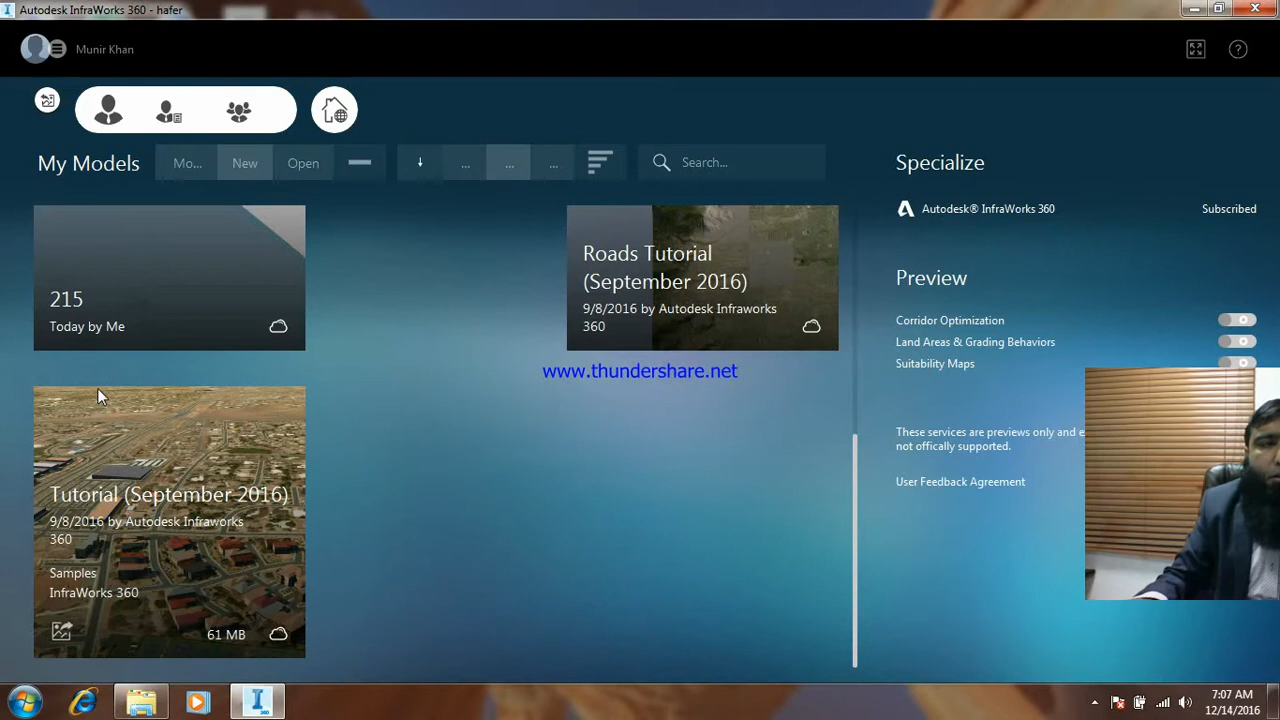 Autodesk InfraWorks 360 - hafer
Munir Khan
?
My Models
Mo...
New
Open
...
...
...
Search...
Specialize
Autodesk® InfraWorks 360
Subscribed
215
Today by Me
Roads Tutorial
(September 2016)
9/8/2016 by Autodesk Infraworks
360
www.thundershare.net
Preview
Corridor Optimization
Land Areas & Grading Behaviors
Suitability Maps
These services are previews only and e
not offically supported.
User Feedback Agreement
Tutorial (September 2016)
9/8/2016 by Autodesk Infraworks
360
Samples
InfraWorks 360
61 MB
360
7:07 AM
12/14/2016